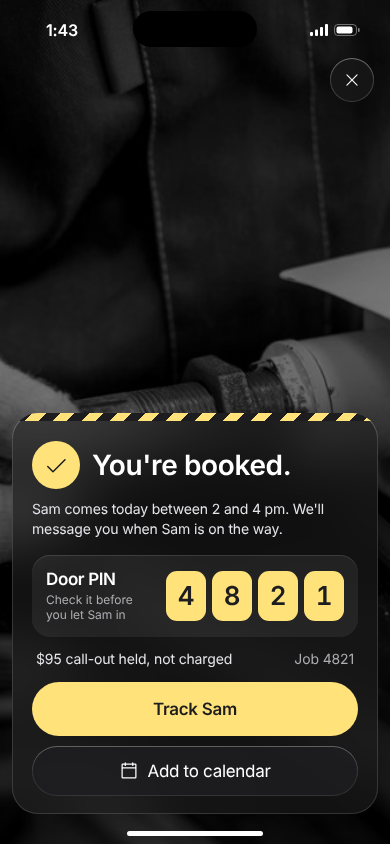 1:43
You're booked.
Sam comes today between 2 and 4 pm. We'll
message you when Sam is on the way.
Door PIN
Check it before
you let Sam in
4 8 2 1
$95 call-out held, not charged
Job 4821
Track Sam
Add to calendar